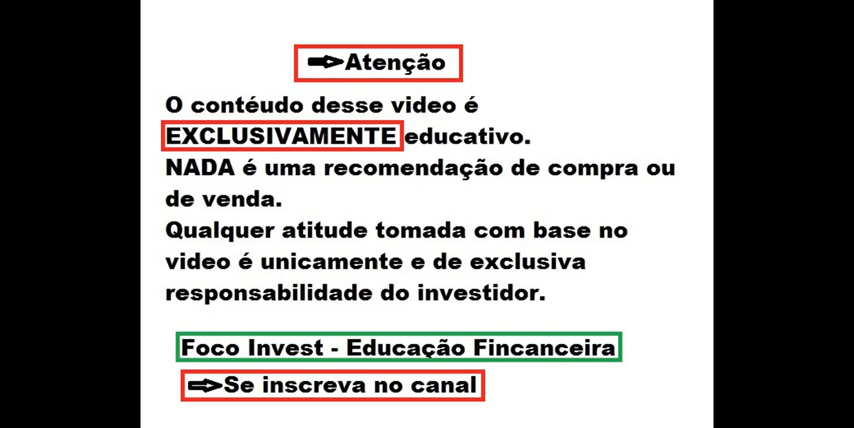 ⇨Atenção
O contéudo desse video é
EXCLUSIVAMENTE educativo.
NADA é uma recomendação de compra ou
de venda.
Qualquer atitude tomada com base no
video é unicamente e de exclusiva
responsabilidade do investidor.
Foco Invest - Educação Fincanceira
⇨Se inscreva no canal